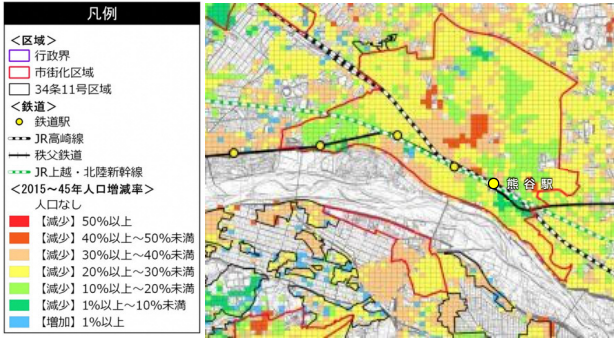 凡例
＜区域＞
行政界
市街化区域
34条11号区域
＜鉄道＞
鉄道駅
JR高崎線
秩父鉄道
JR上越・北陸新幹線
＜2015～45年人口増減率＞
人口なし
【減少】50%以上
【減少】40%以上～50%未満
【減少】30%以上～40%未満
【減少】20%以上～30%未満
【減少】10%以上～20%未満
【減少】1%以上～10%未満
【増加】1%以上
熊谷駅